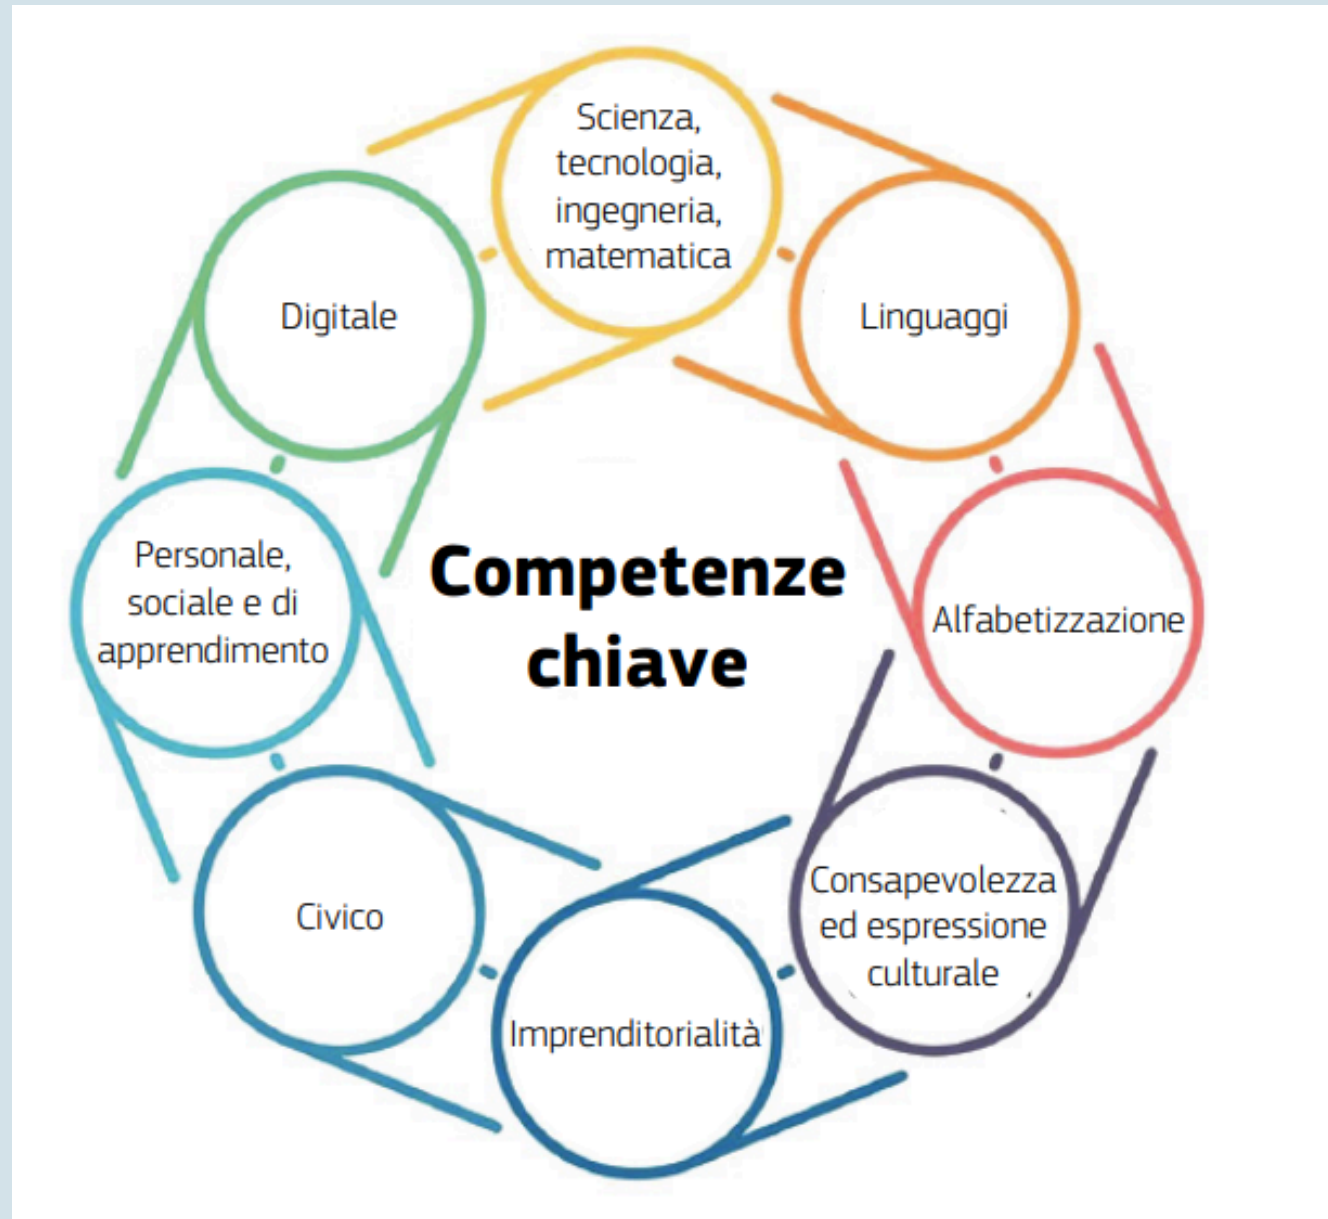 Scienza,
tecnologia,
ingegneria,
matematica
Linguaggi
Alfabetizzazione
Consapevolezza
ed espressione
culturale
Imprenditorialità
Civico
Personale,
sociale e di
apprendimento
Digitale
Competenze
chiave